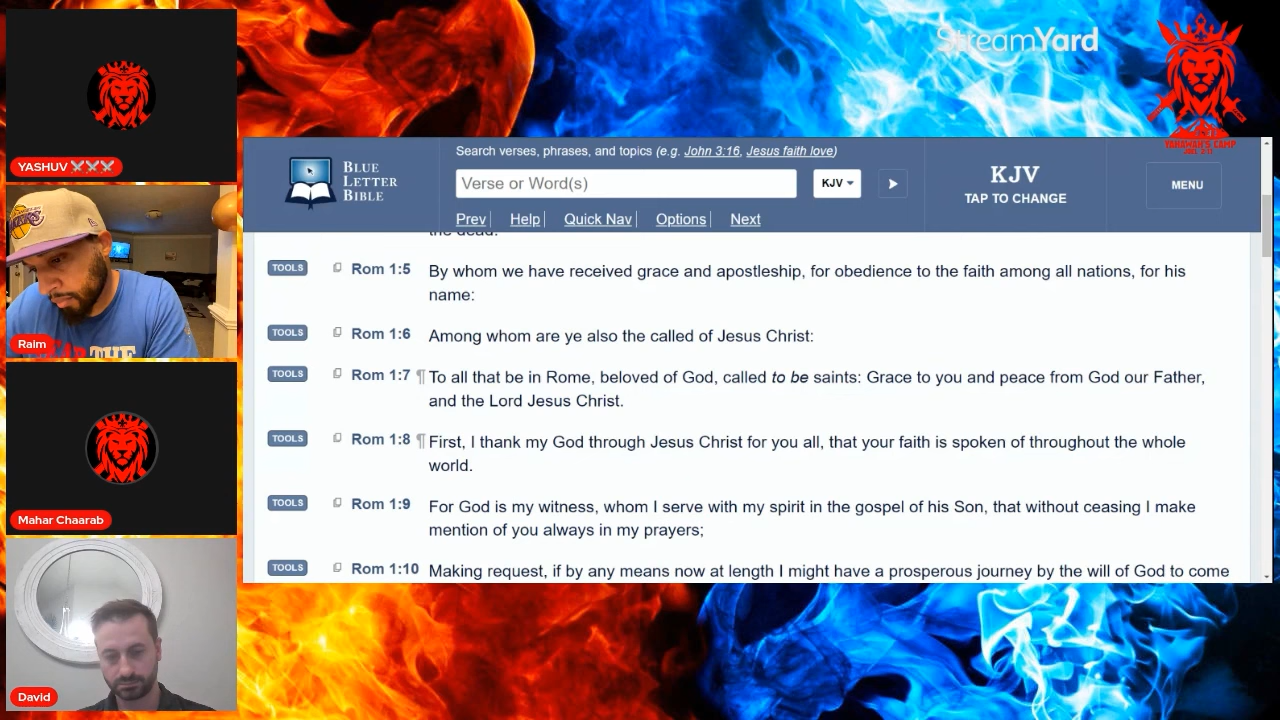 StreamYard
YAHAWAH'S CAMP
JOEL 2:11
YASHUV ⚔️⚔️⚔️
Raim
Mahar Chaarab
David
BLUE
LETTER
BIBLE
Search verses, phrases, and topics (e.g. John 3:16, Jesus faith love)
Verse or Word(s)
KJV
KJV
TAP TO CHANGE
MENU
Prev | Help | Quick Nav | Options | Next
the dead:
TOOLS Rom 1:5 By whom we have received grace and apostleship, for obedience to the faith among all nations, for his
name:
TOOLS Rom 1:6 Among whom are ye also the called of Jesus Christ:
TOOLS Rom 1:7 ¶ To all that be in Rome, beloved of God, called to be saints: Grace to you and peace from God our Father,
and the Lord Jesus Christ.
TOOLS Rom 1:8 ¶ First, I thank my God through Jesus Christ for you all, that your faith is spoken of throughout the whole
world.
TOOLS Rom 1:9 For God is my witness, whom I serve with my spirit in the gospel of his Son, that without ceasing I make
mention of you always in my prayers;
TOOLS Rom 1:10 Making request, if by any means now at length I might have a prosperous journey by the will of God to come